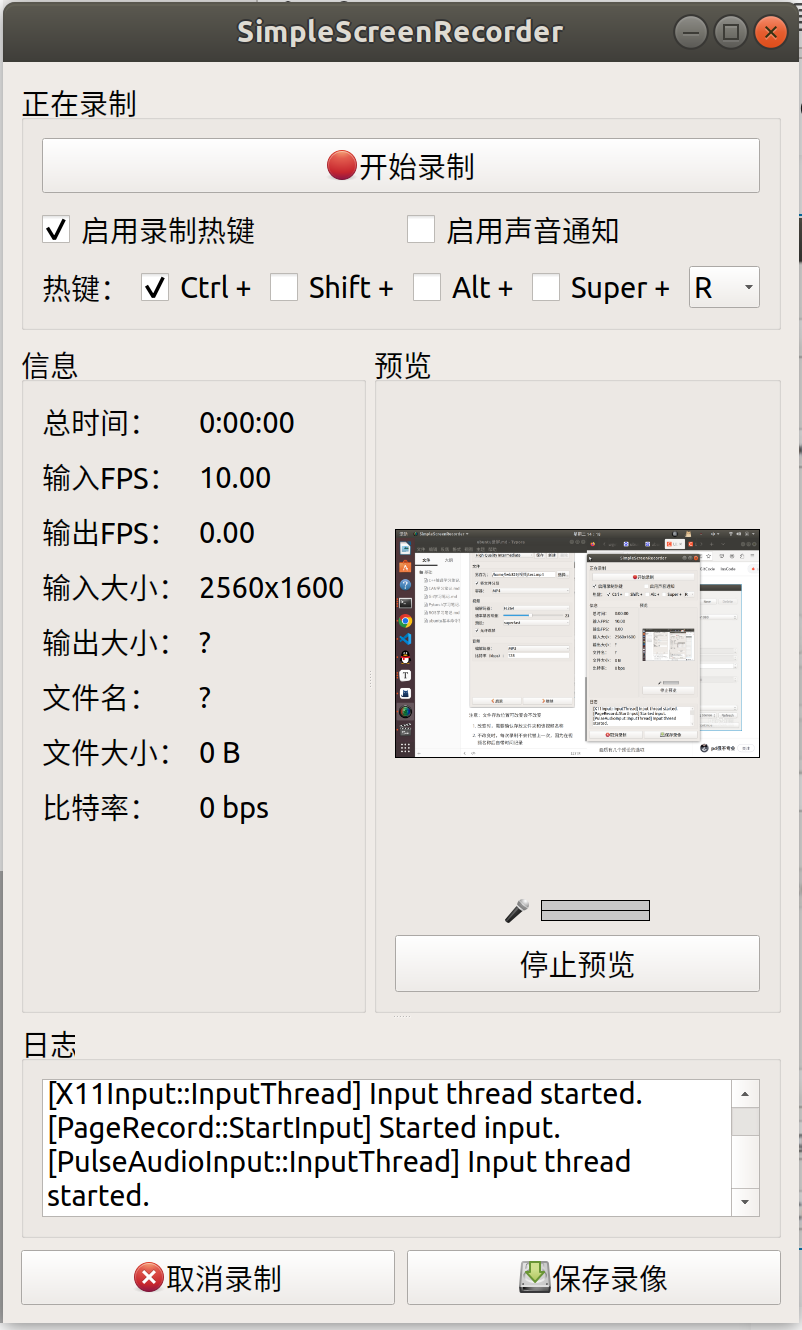 SimpleScreenRecorder
正在录制
开始录制
启用录制热键 启用声音通知
热键： Ctrl + Shift + Alt + Super + R
信息
总时间： 0:00:00
输入FPS： 10.00
输出FPS： 0.00
输入大小： 2560x1600
输出大小： ?
文件名： ?
文件大小： 0 B
比特率： 0 bps
预览
停止预览
日志
[X11Input::InputThread] Input thread started.
[PageRecord::StartInput] Started input.
[PulseAudioInput::InputThread] Input thread
started.
取消录制 保存录像